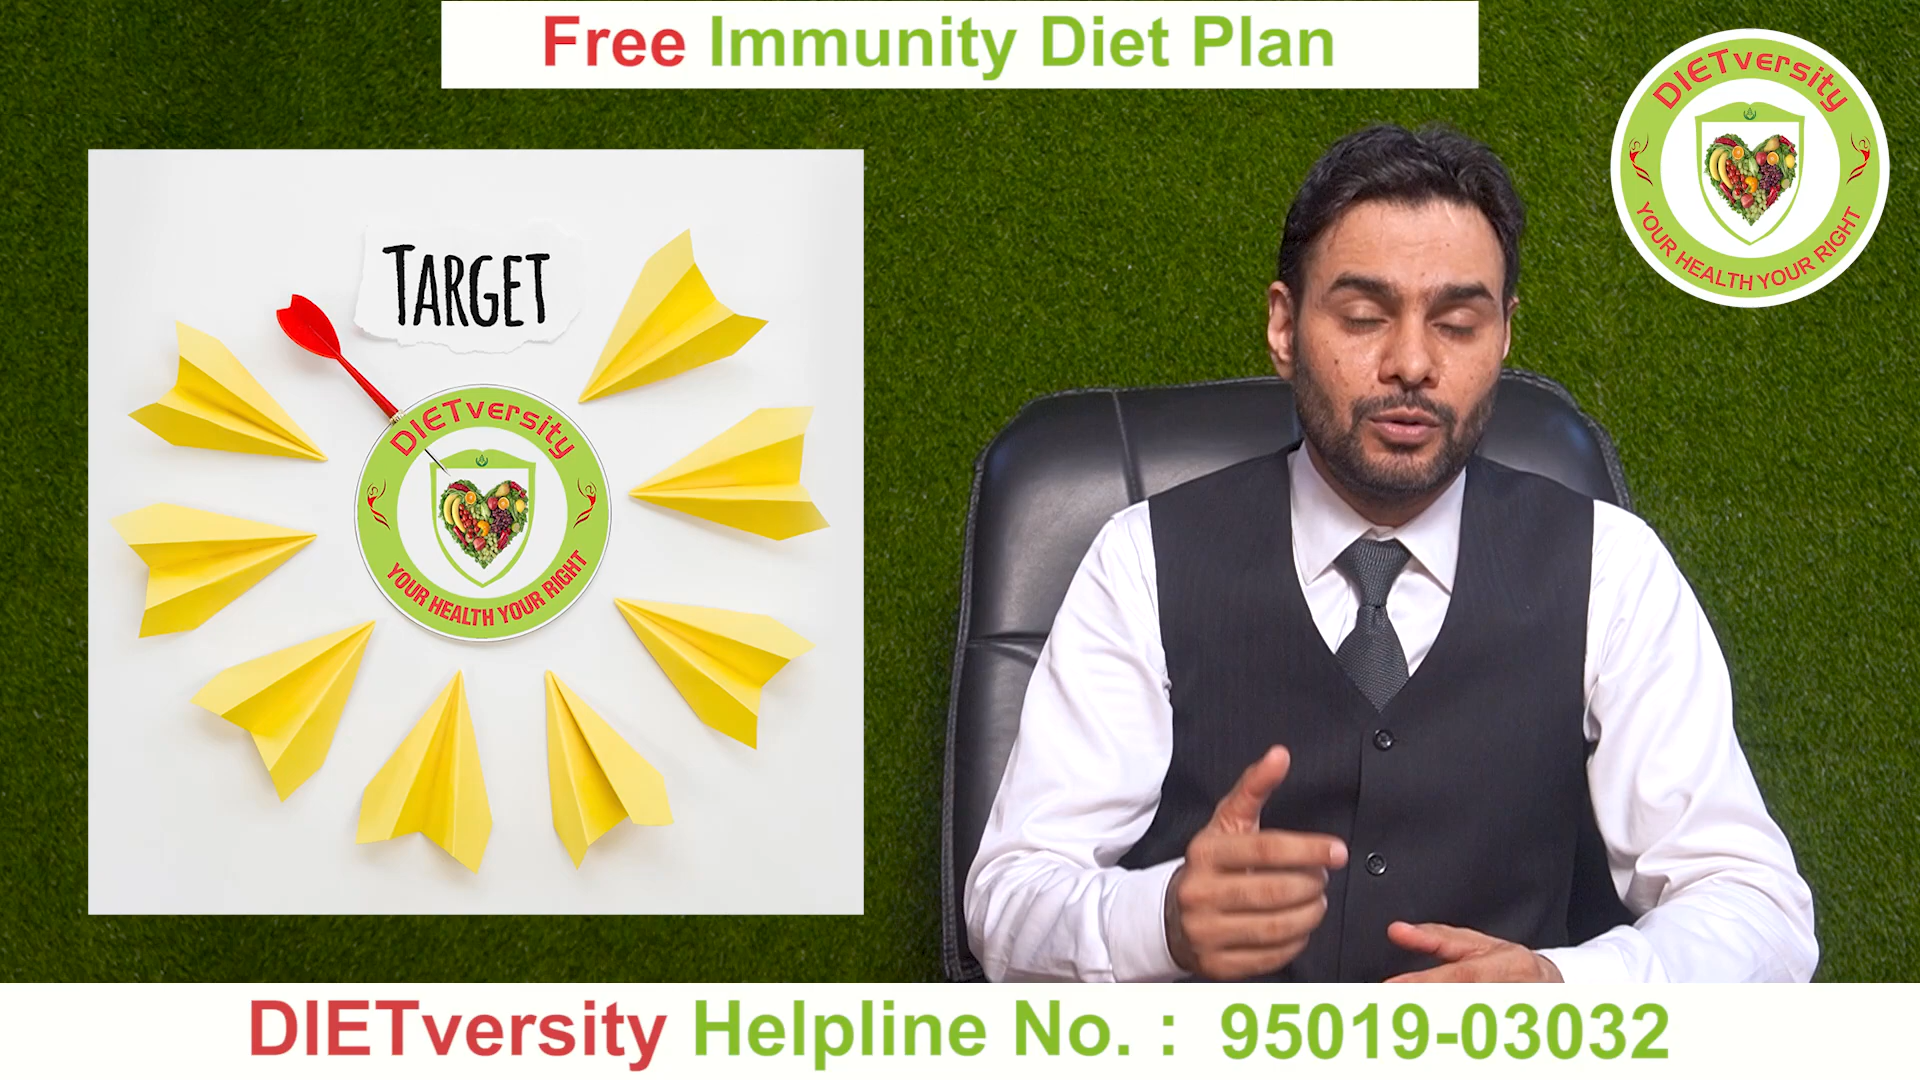 Free Immunity Diet Plan
DIETversity
YOUR HEALTH YOUR RIGHT
TARGET
DIETversity
YOUR HEALTH YOUR RIGHT
DIETversity Helpline No. : 95019-03032